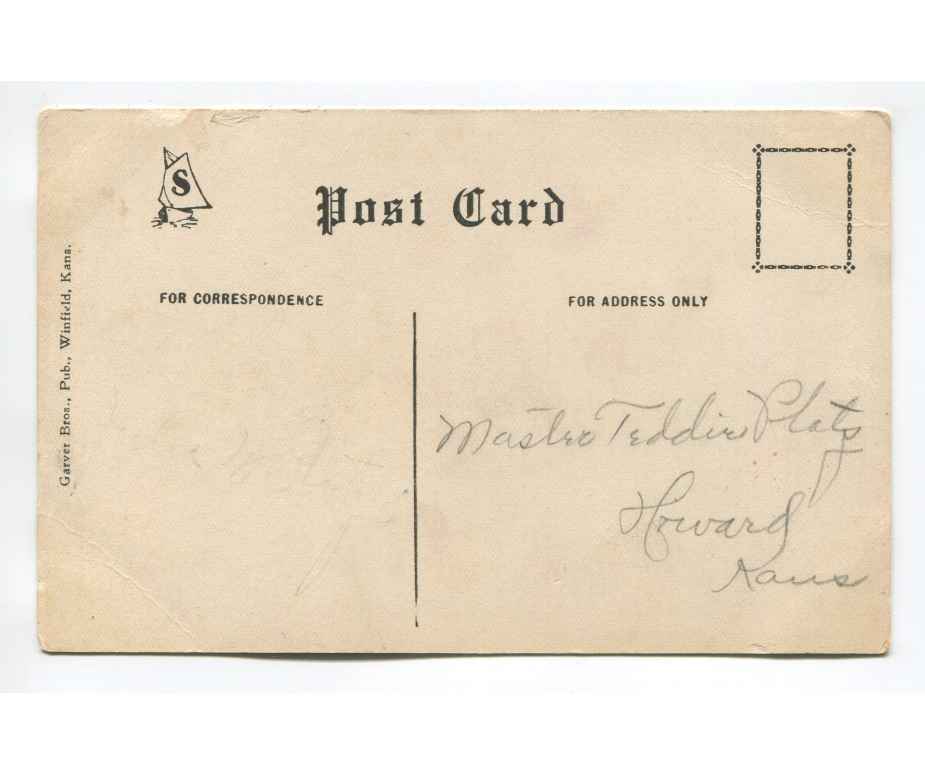 S
Post Card
FOR CORRESPONDENCE
FOR ADDRESS ONLY
Garver Bros., Pub., Winfield, Kans.
Master Teddie Platz
Howard
Kans